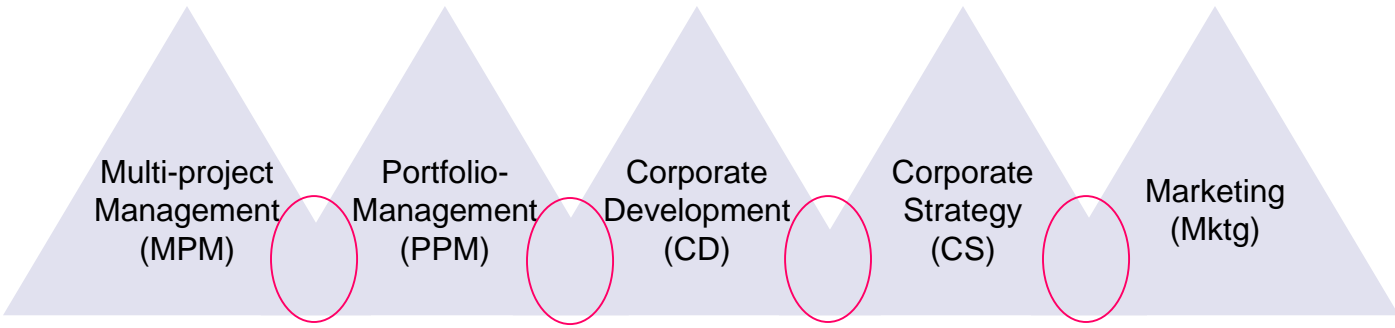 Multi-project
Management
(MPM)
Portfolio-
Management
(PPM)
Corporate
Development
(CD)
Corporate
Strategy
(CS)
Marketing
(Mktg)